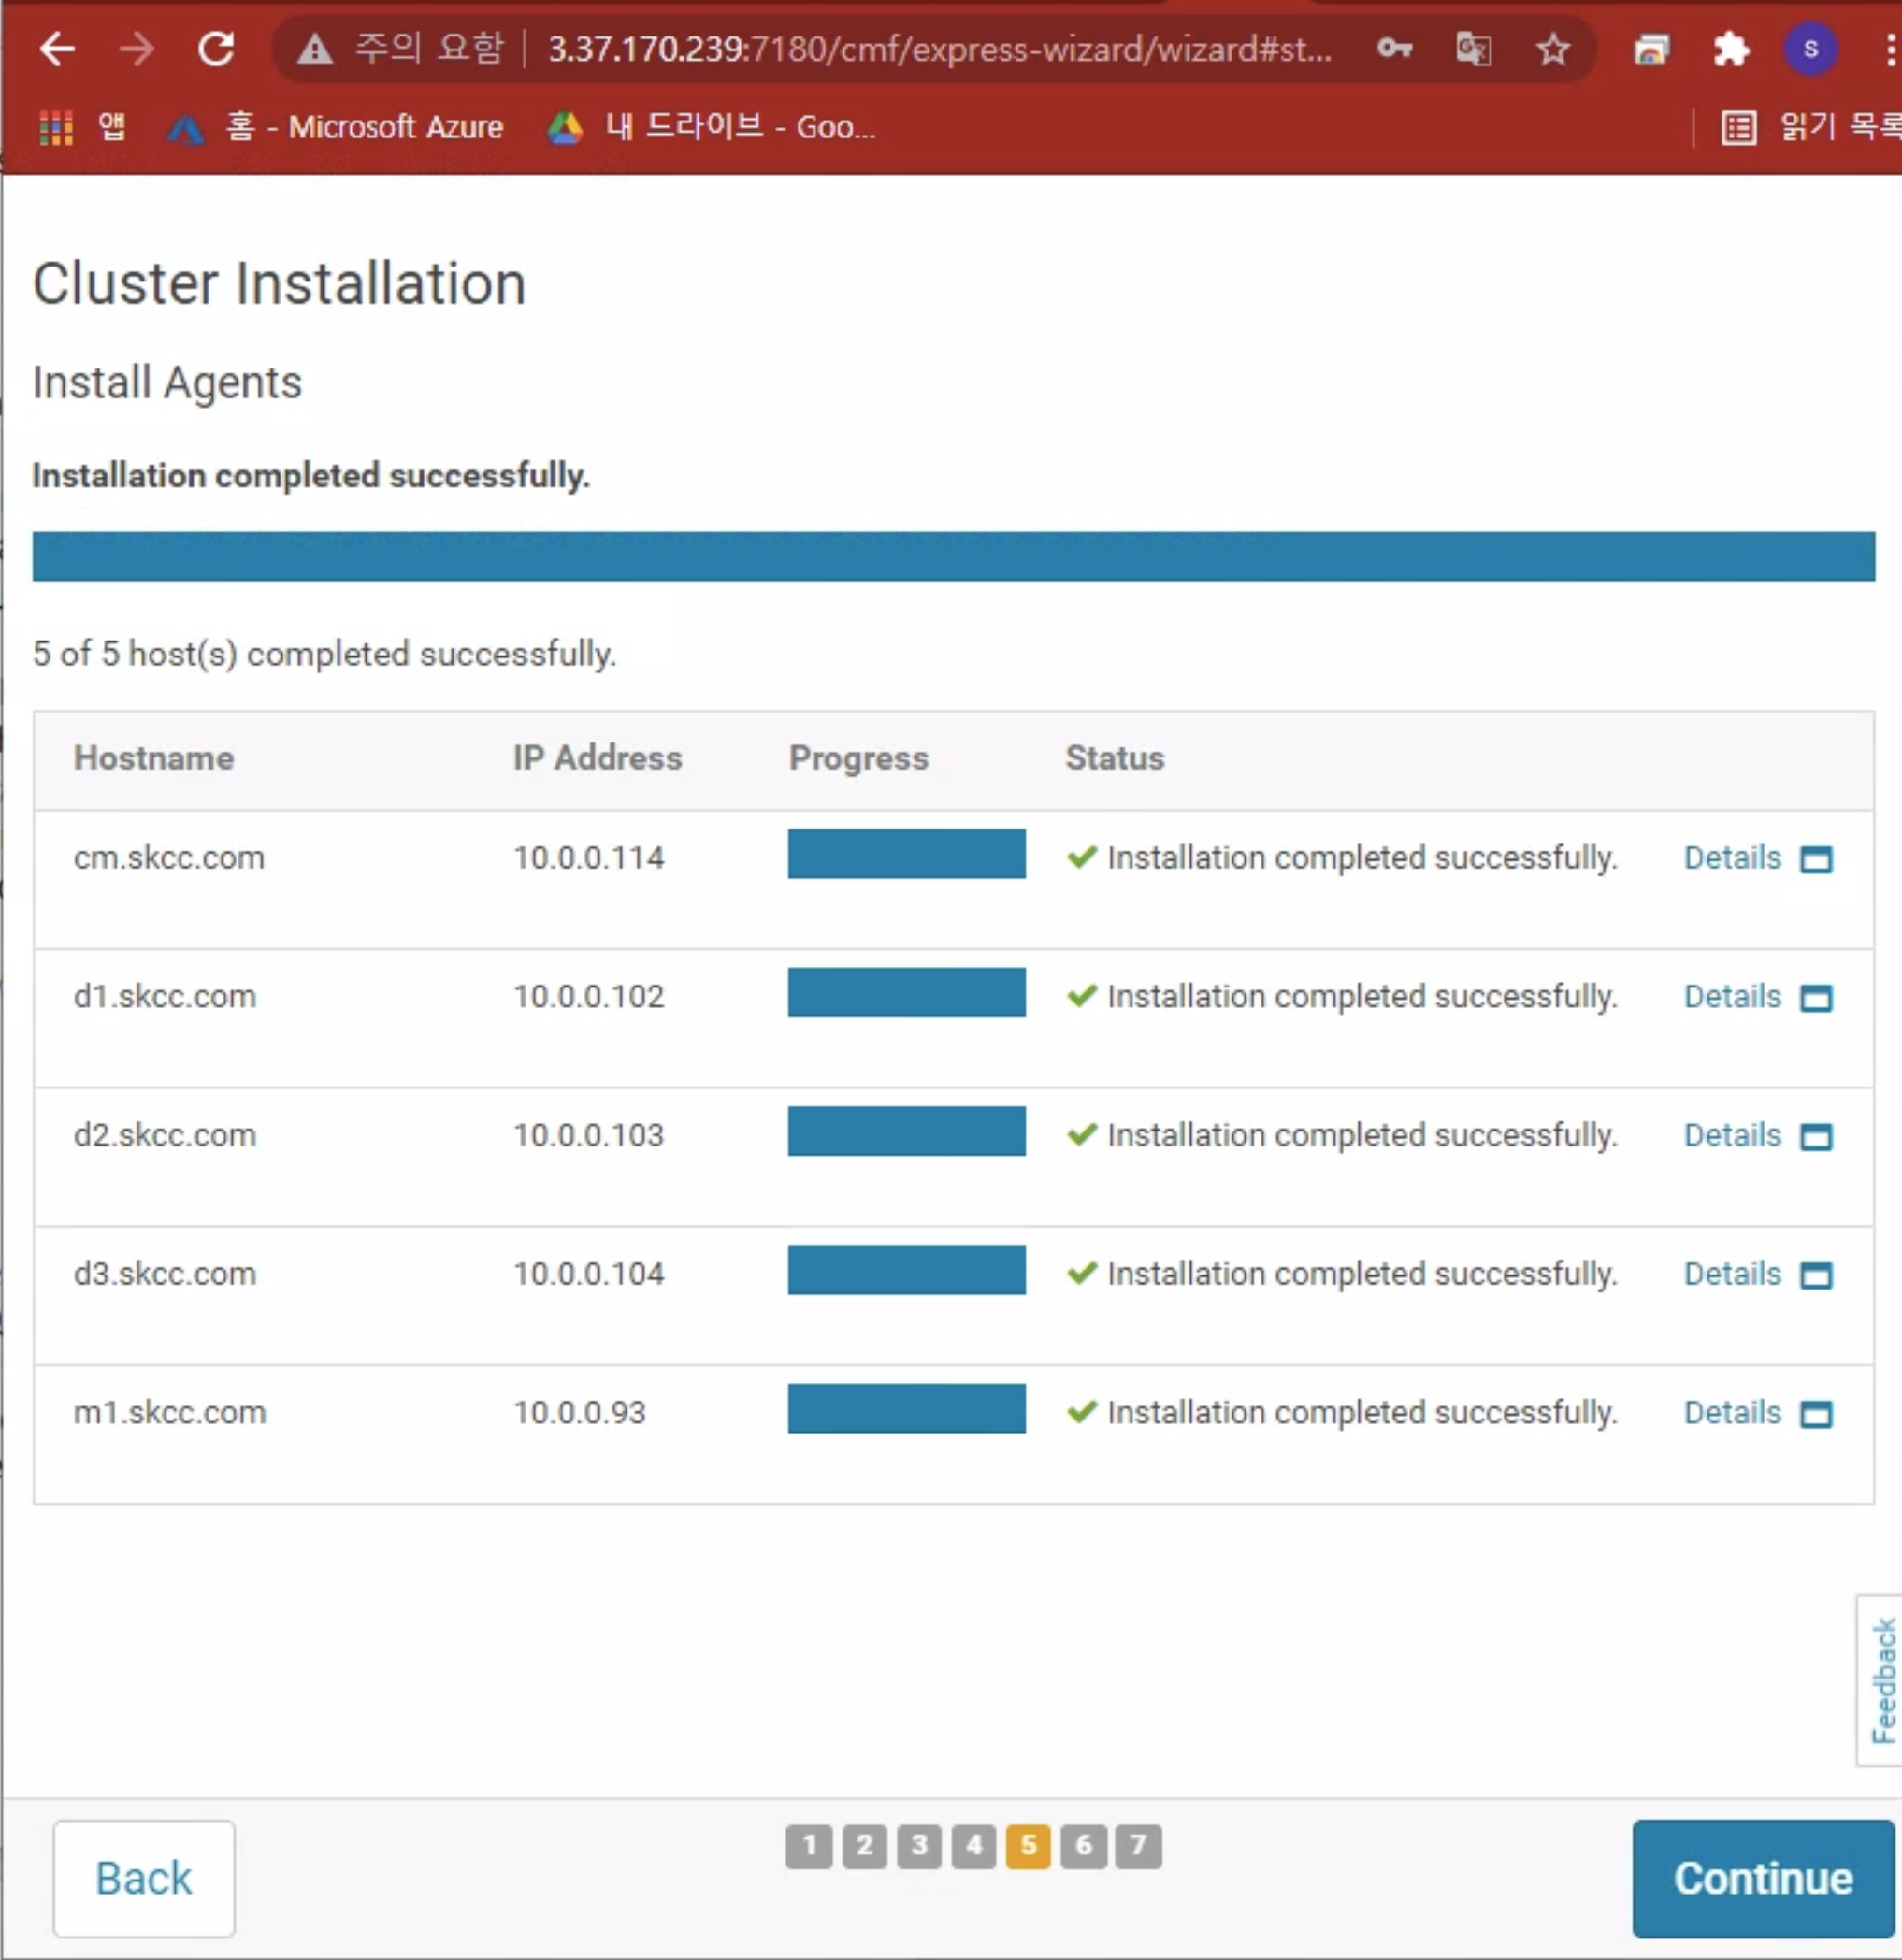 주의 요함 3.37.170.239:7180/cmf/express-wizard/wizard#st... S
앱 홈 - Microsoft Azure 내 드라이브 - Goo... 읽기 목록
Cluster Installation
Install Agents
Installation completed successfully.
5 of 5 host(s) completed successfully.
Hostname IP Address Progress Status
cm.skcc.com 10.0.0.114 Installation completed successfully. Details
d1.skcc.com 10.0.0.102 Installation completed successfully. Details
d2.skcc.com 10.0.0.103 Installation completed successfully. Details
d3.skcc.com 10.0.0.104 Installation completed successfully. Details
m1.skcc.com 10.0.0.93 Installation completed successfully. Details
Feedback
Back 1 2 3 4 5 6 7 Continue